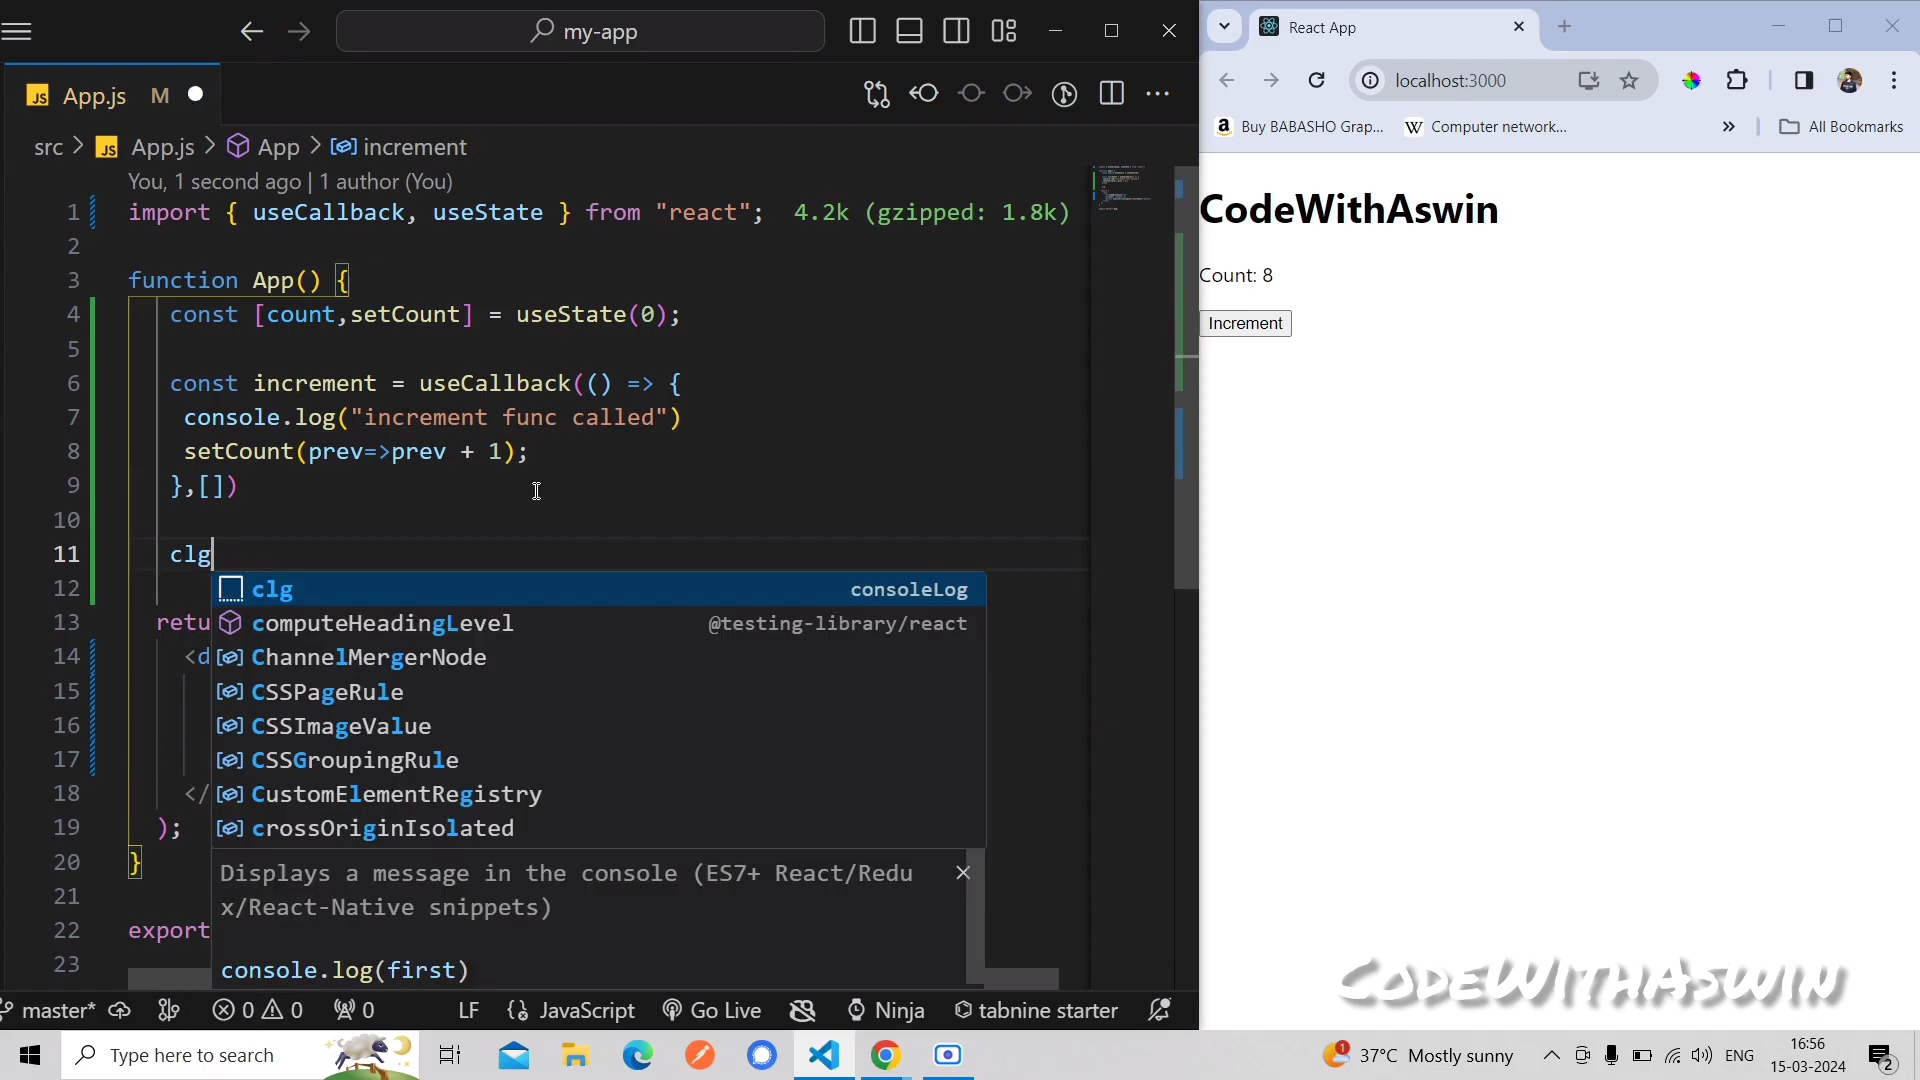 my-app
App.js M
src > App.js > App > increment
You, 1 second ago | 1 author (You)
1 import { useCallback, useState } from "react"; 4.2k (gzipped: 1.8k)
2
3 function App() {
4 const [count,setCount] = useState(0);
5
6 const increment = useCallback(() => {
7 console.log("increment func called")
8 setCount(prev=>prev + 1);
9 },[])
10
11 clg
clg consoleLog
12
computeHeadingLevel @testing-library/react
13 retu
14 <d
ChannelMergerNode
15
CSSPageRule
16
CSSImageValue
17
CSSGroupingRule
18 </
CustomElementRegistry
19 );
crossOriginIsolated
20 }
Displays a message in the console (ES7+ React/Redu
x/React-Native snippets)
21
22 export
23
console.log(first)
master* 0 0 0 LF {} JavaScript Go Live Ninja tabnine starter
React App
localhost:3000
Buy BABASHO Grap... Computer network... » All Bookmarks
CodeWithAswin
Count: 8
Increment
CodeWithAswin
Type here to search
1 37°C Mostly sunny ENG 16:56
15-03-2024 2